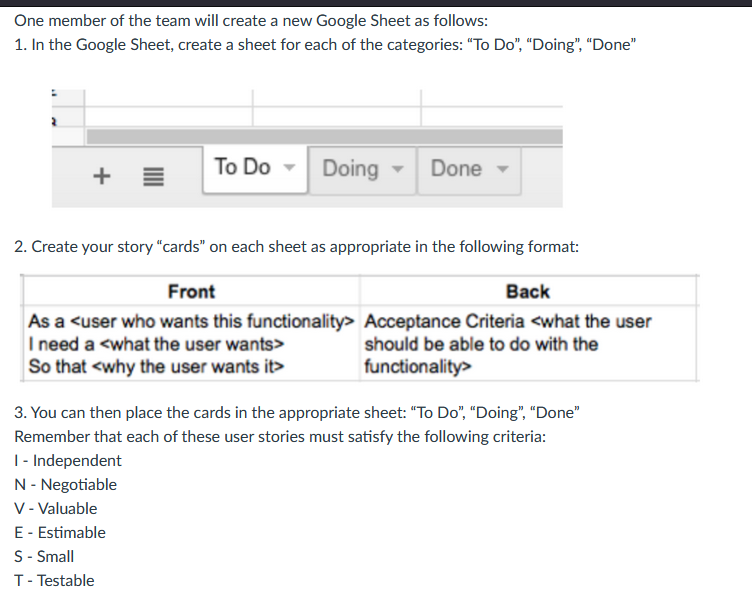 One member of the team will create a new Google Sheet as follows:
1. In the Google Sheet, create a sheet for each of the categories: “To Do”, “Doing”, “Done”
+ To Do Doing Done
2. Create your story “cards” on each sheet as appropriate in the following format:
Front Back
As a <user who wants this functionality> Acceptance Criteria <what the user
I need a <what the user wants> should be able to do with the
So that <why the user wants it> functionality>
3. You can then place the cards in the appropriate sheet: “To Do”, “Doing”, “Done”
Remember that each of these user stories must satisfy the following criteria:
I - Independent
N - Negotiable
V - Valuable
E - Estimable
S - Small
T - Testable